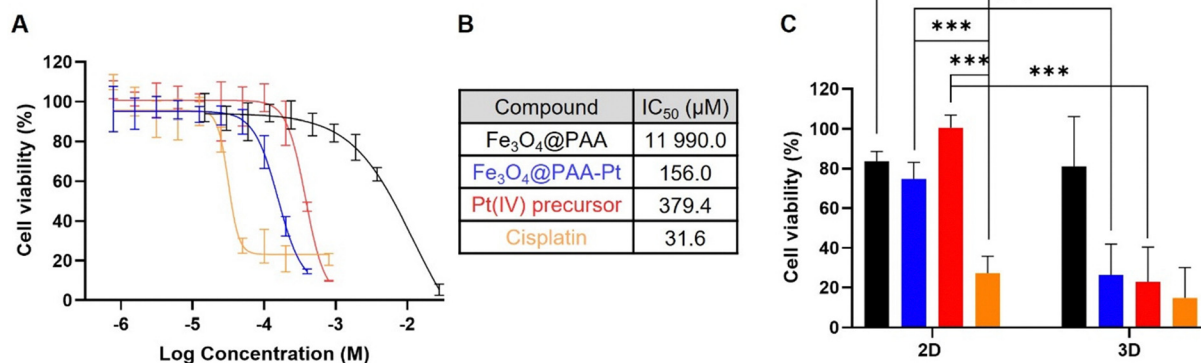 A
Cell viability (%)
120
100
80
60
40
20
0
-6 -5 -4 -3 -2
Log Concentration (M)
B
Compound IC₅₀ (µM)
Fe₃O₄@PAA 11 990.0
Fe₃O₄@PAA-Pt 156.0
Pt(IV) precursor 379.4
Cisplatin 31.6
C
***
***
***
Cell viability (%)
120
100
80
60
40
20
0
2D 3D